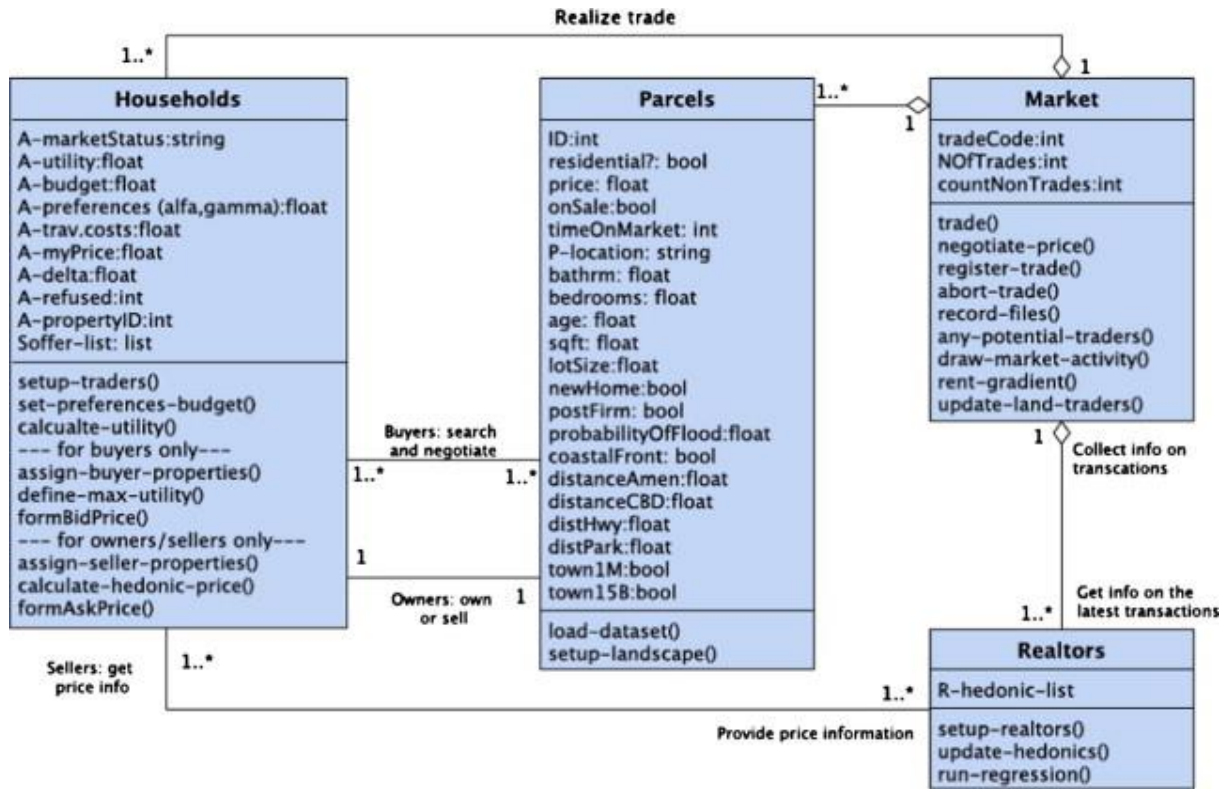 Realize trade
1..*
1
Households
A-marketStatus:string
A-utility:float
A-budget:float
A-preferences (alfa,gamma):float
A-trav.costs:float
A-myPrice:float
A-delta:float
A-refused:int
A-propertyID:int
Soffer-list: list
setup-traders()
set-preferences-budget()
calcualte-utility()
--- for buyers only---
assign-buyer-properties()
define-max-utility()
formBidPrice()
--- for owners/sellers only---
assign-seller-properties()
calculate-hedonic-price()
formAskPrice()
Buyers: search
and negotiate
1..*
1..*
1
1
Owners: own
or sell
Parcels
ID:int
residential?: bool
price: float
onSale:bool
timeOnMarket: int
P-location: string
bathrm: float
bedrooms: float
age: float
sqft: float
lotSize:float
newHome:bool
postFirm: bool
probabilityOfFlood:float
coastalFront: bool
distanceAmen:float
distanceCBD:float
distHwy:float
distPark:float
town1M:bool
town15B:bool
load-dataset()
setup-landscape()
1..*
1
Market
tradeCode:int
NOfTrades:int
countNonTrades:int
trade()
negotiate-price()
register-trade()
abort-trade()
record-files()
any-potential-traders()
draw-market-activity()
rent-gradient()
update-land-traders()
1
Collect info on
transcations
Get info on the
latest transactions
1..*
Realtors
R-hedonic-list
setup-realtors()
update-hedonics()
run-regression()
Sellers: get
price info
1..*
1..*
Provide price information